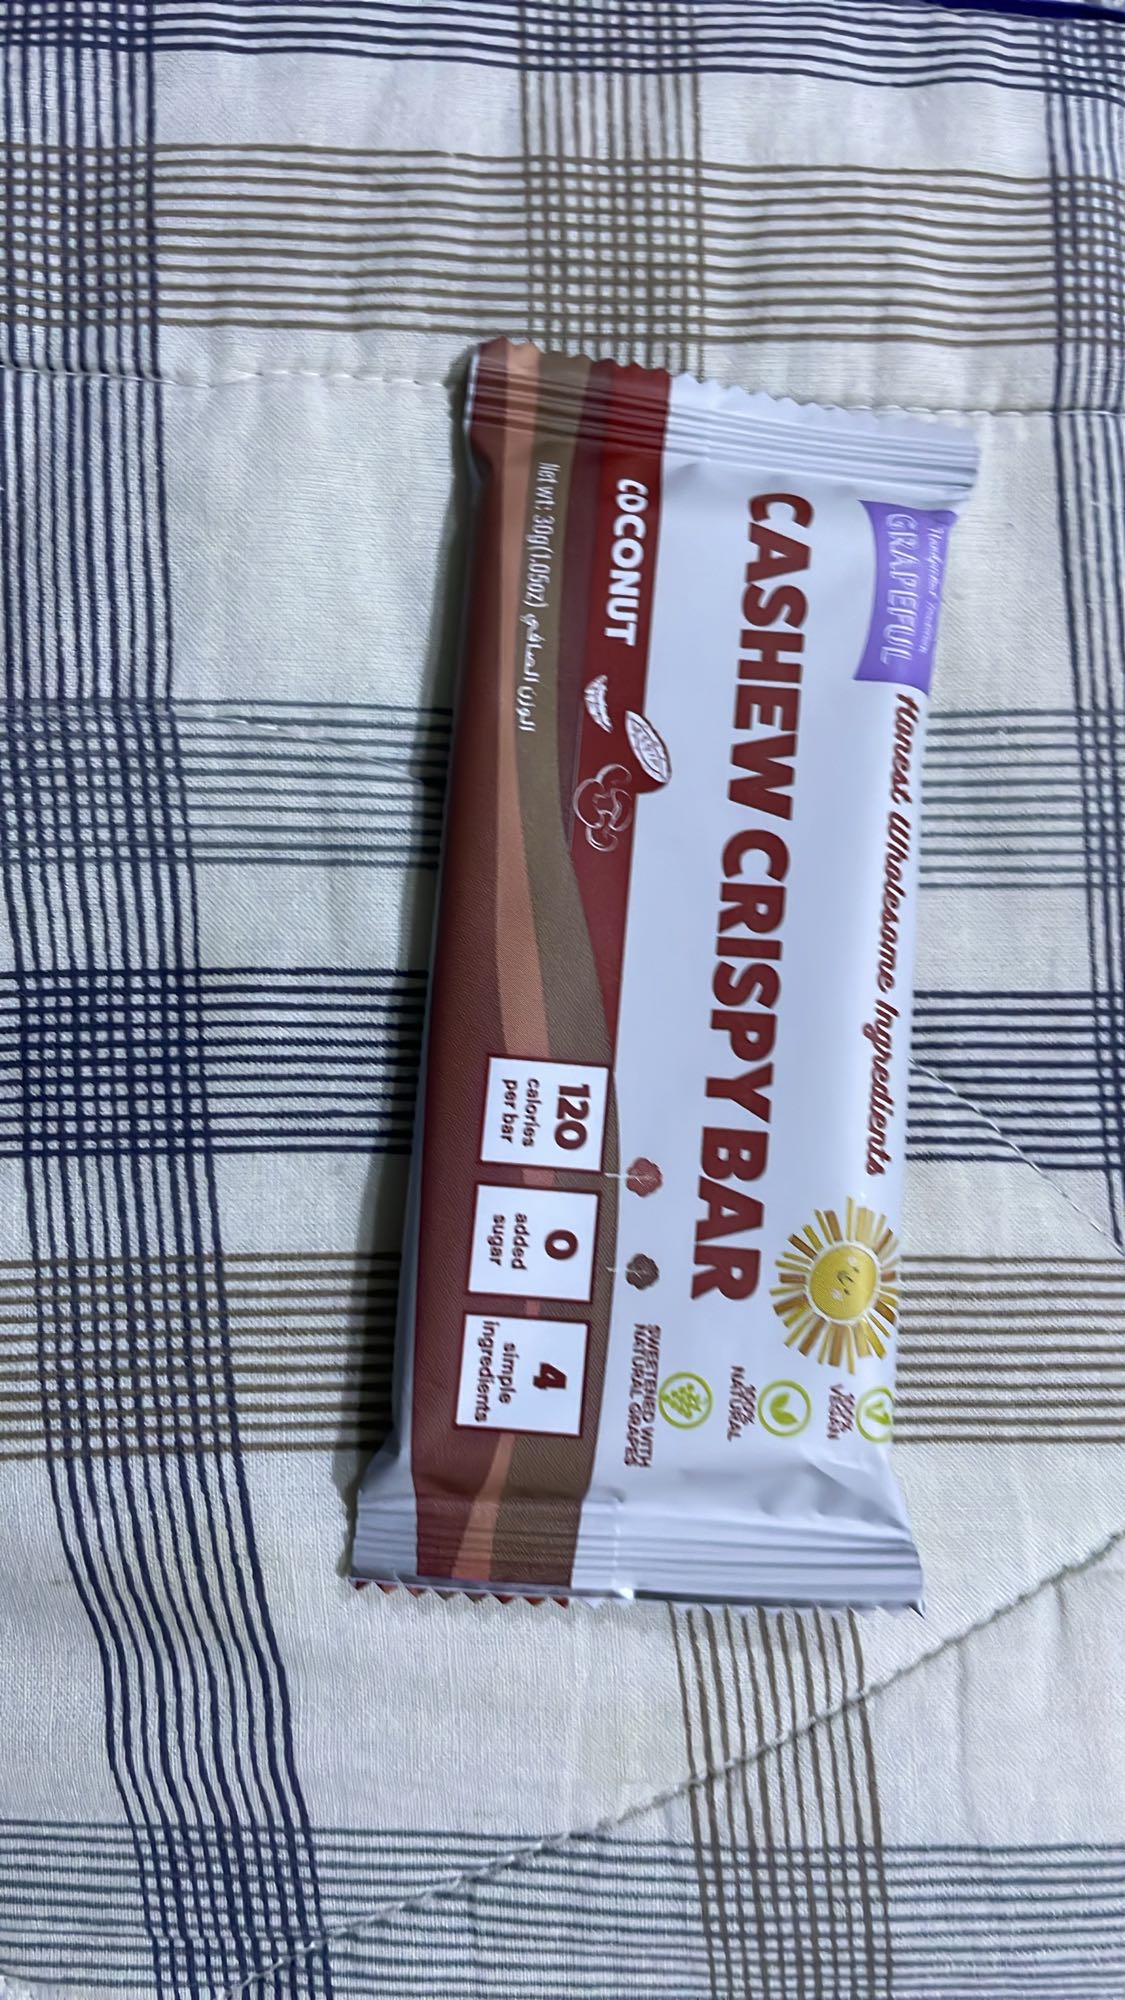 GRAPEFUL
Honest, Wholesome Ingredients
CASHEW CRISPY BAR
COCONUT
Net wt: 30g(1.05oz) الوزن الصافي
120
calories
per bar
0
added
sugar
4
simple
ingredients
100%
VEGAN
100%
NATURAL
SWEETENED WITH
NATURAL GRAPES